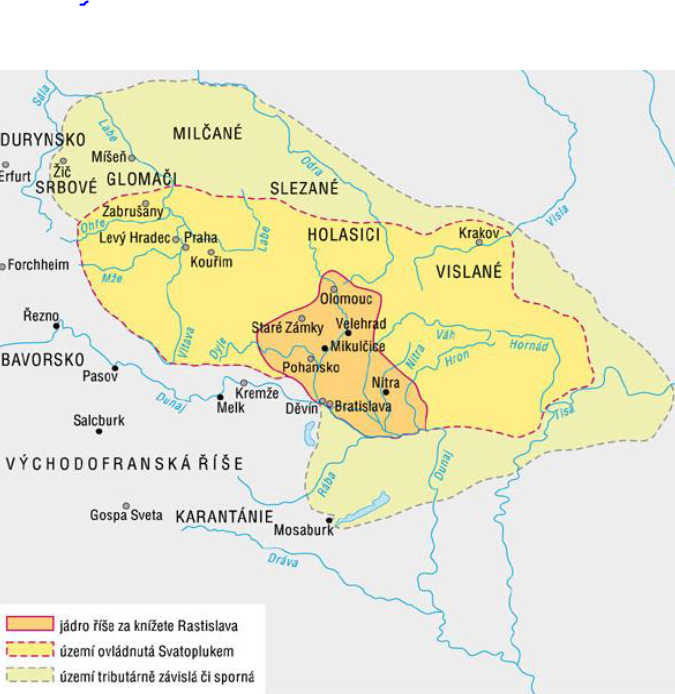 Sála
Labe
MILČANÉ
DURYNSKO
Míšeň
Odra
Erfurt
Žič
GLOMAČI
SRBOVÉ
SLEZANÉ
Zabrušany
Visla
Ohře
Levý Hradec
Praha
Labe
HOLASICI
Krakov
Kouřim
Forchheim
Mže
VISLANÉ
Olomouc
Řezno
Staré Zámky
Velehrad
Váh
Vltava
Dyje
Mikulčice
Nitra
Hron
Hornád
BAVORSKO
Pohansko
Pasov
Nitra
Kremže
Dunaj
Melk
Děvín
Bratislava
Tisa
Salcburk
VÝCHODOFRANSKÁ ŘÍŠE
Dunaj
Rába
Gospa Sveta
KARANTÁNIE
Mosaburk
Dráva
jádro říše za knížete Rastislava
území ovládnutá Svatoplukem
území tributárně závislá či sporná